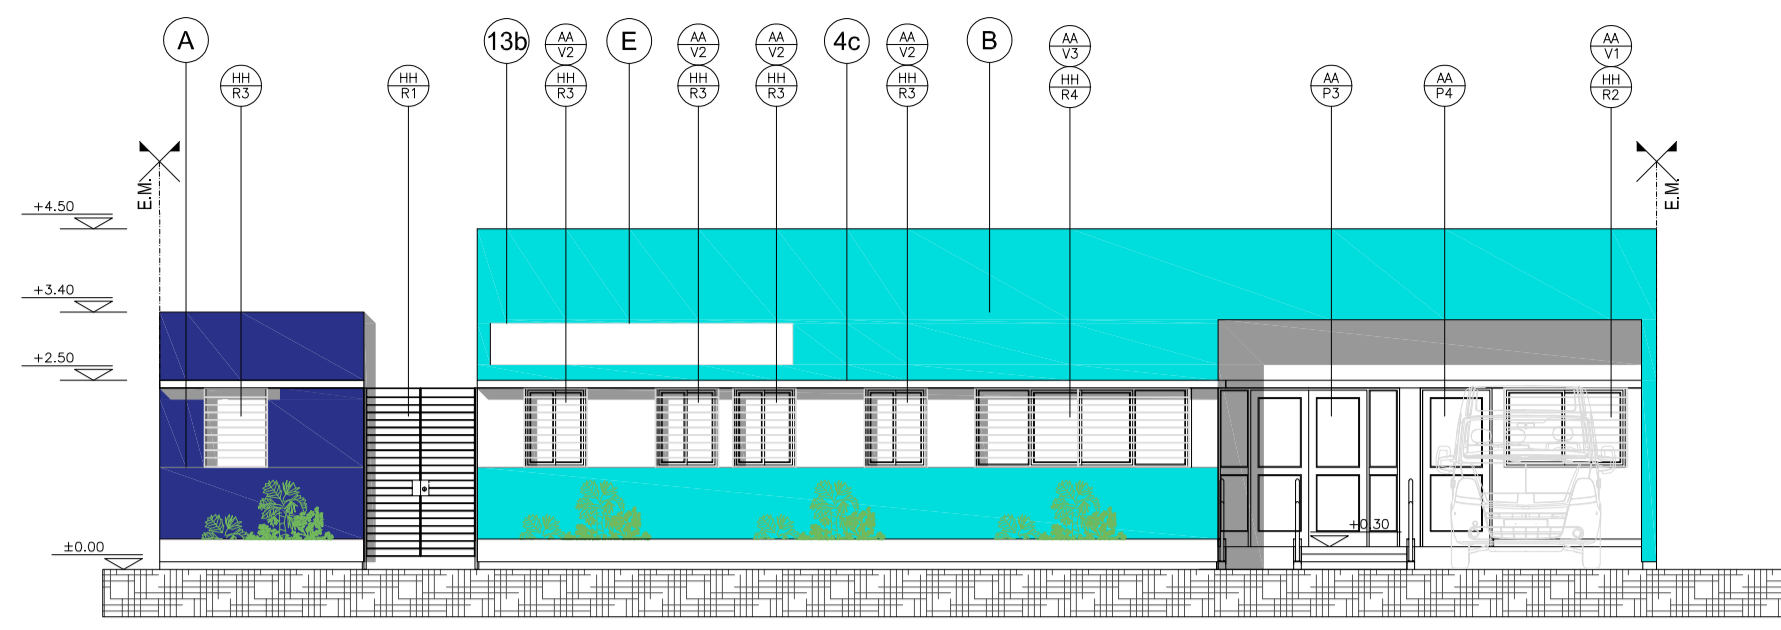 A
HH
R3
HH
R1
13b
AA
V2
HH
R3
E
AA
V2
HH
R3
AA
V2
HH
R3
4c
AA
V2
HH
R3
B
AA
V3
HH
R4
AA
P3
AA
P4
AA
V1
HH
R2
E.M.
E.M.
+4.50
+3.40
+2.50
±0.00
+0.30